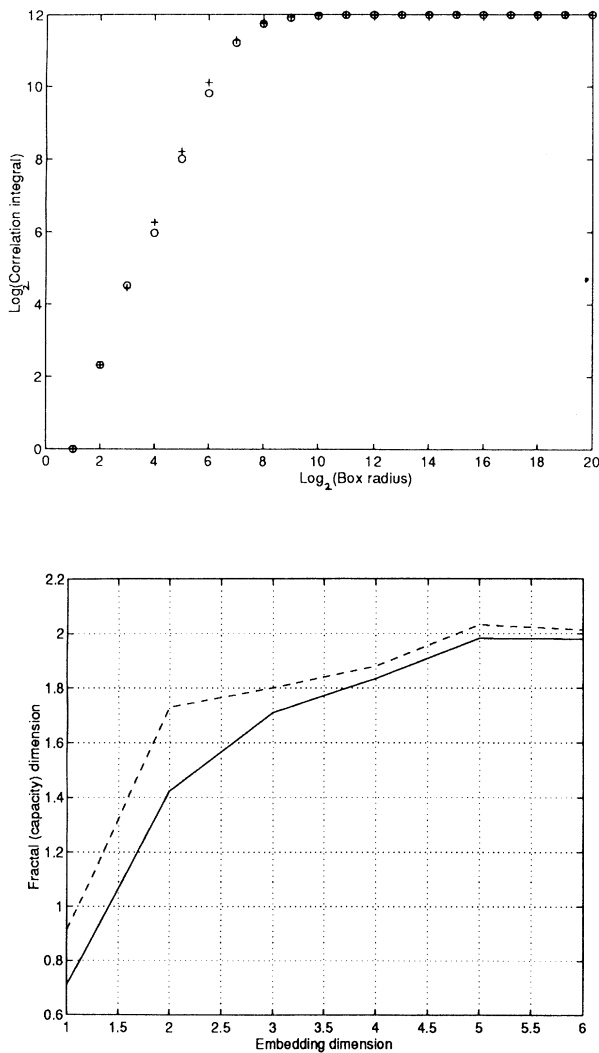 12
10
8
6
4
2
0
Log2(Correlation integral)
0 2 4 6 8 10 12 14 16 18 20
Log2(Box radius)
2.2
2
1.8
1.6
1.4
1.2
1
0.8
0.6
Fractal (capacity) dimension
1 1.5 2 2.5 3 3.5 4 4.5 5 5.5 6
Embedding dimension